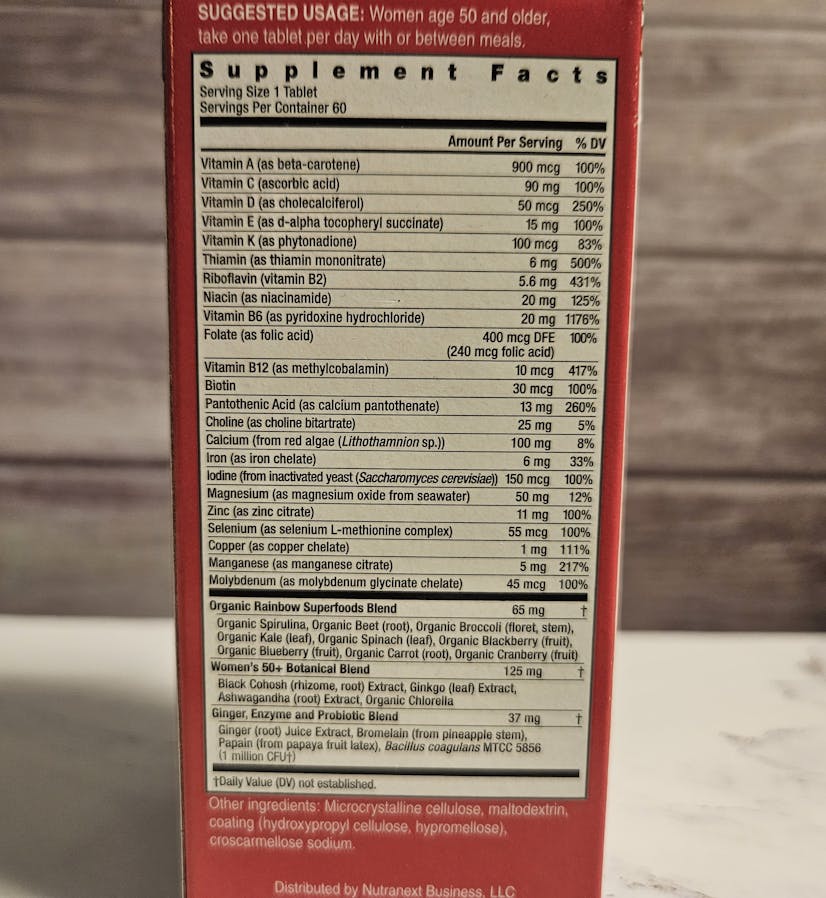 SUGGESTED USAGE: Women age 50 and older,
take one tablet per day with or between meals.
Supplement Facts
Serving Size 1 Tablet
Servings Per Container 60
Amount Per Serving % DV
Vitamin A (as beta-carotene) 900 mcg 100%
Vitamin C (ascorbic acid) 90 mg 100%
Vitamin D (as cholecalciferol) 50 mcg 250%
Vitamin E (as d-alpha tocopheryl succinate) 15 mg 100%
Vitamin K (as phytonadione) 100 mcg 83%
Thiamin (as thiamin mononitrate) 6 mg 500%
Riboflavin (vitamin B2) 5.6 mg 431%
Niacin (as niacinamide) 20 mg 125%
Vitamin B6 (as pyridoxine hydrochloride) 20 mg 1176%
Folate (as folic acid) 400 mcg DFE 100%
(240 mcg folic acid)
Vitamin B12 (as methylcobalamin) 10 mcg 417%
Biotin 30 mcg 100%
Pantothenic Acid (as calcium pantothenate) 13 mg 260%
Choline (as choline bitartrate) 25 mg 5%
Calcium (from red algae (Lithothamnion sp.)) 100 mg 8%
Iron (as iron chelate) 6 mg 33%
Iodine (from inactivated yeast (Saccharomyces cerevisiae)) 150 mcg 100%
Magnesium (as magnesium oxide from seawater) 50 mg 12%
Zinc (as zinc citrate) 11 mg 100%
Selenium (as selenium L-methionine complex) 55 mcg 100%
Copper (as copper chelate) 1 mg 111%
Manganese (as manganese citrate) 5 mg 217%
Molybdenum (as molybdenum glycinate chelate) 45 mcg 100%
Organic Rainbow Superfoods Blend 65 mg †
Organic Spirulina, Organic Beet (root), Organic Broccoli (floret, stem),
Organic Kale (leaf), Organic Spinach (leaf), Organic Blackberry (fruit),
Organic Blueberry (fruit), Organic Carrot (root), Organic Cranberry (fruit)
Women's 50+ Botanical Blend 125 mg †
Black Cohosh (rhizome, root) Extract, Ginkgo (leaf) Extract,
Ashwagandha (root) Extract, Organic Chlorella
Ginger, Enzyme and Probiotic Blend 37 mg †
Ginger (root) Juice Extract, Bromelain (from pineapple stem),
Papain (from papaya fruit latex), Bacillus coagulans MTCC 5856
(1 million CFU†)
†Daily Value (DV) not established.
Other ingredients: Microcrystalline cellulose, maltodextrin,
coating (hydroxypropyl cellulose, hypromellose),
croscarmellose sodium.
Distributed by Nutranext Business, LLC